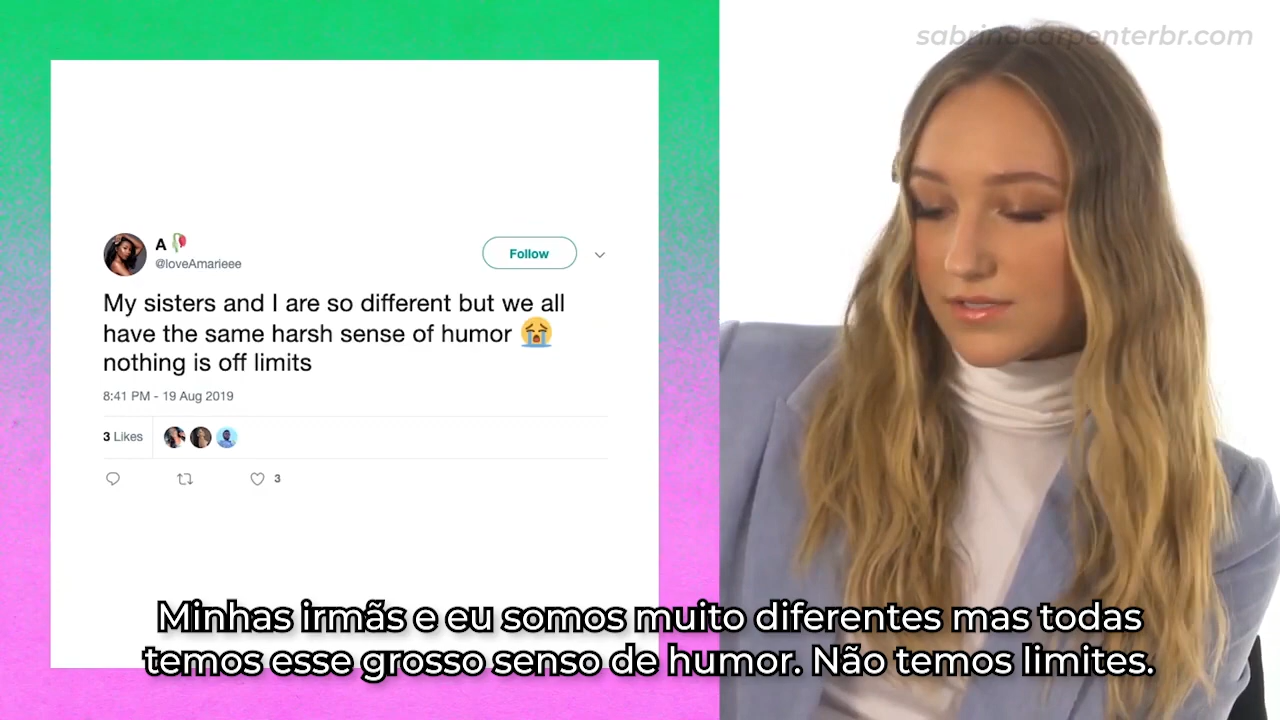 sabrinacarpenterbr.com
A
@loveAmarieee
Follow
My sisters and I are so different but we all
have the same harsh sense of humor 😭
nothing is off limits
8:41 PM - 19 Aug 2019
3 Likes
3
Minhas irmãs e eu somos muito diferentes mas todas
temos esse grosso senso de humor. Não temos limites.